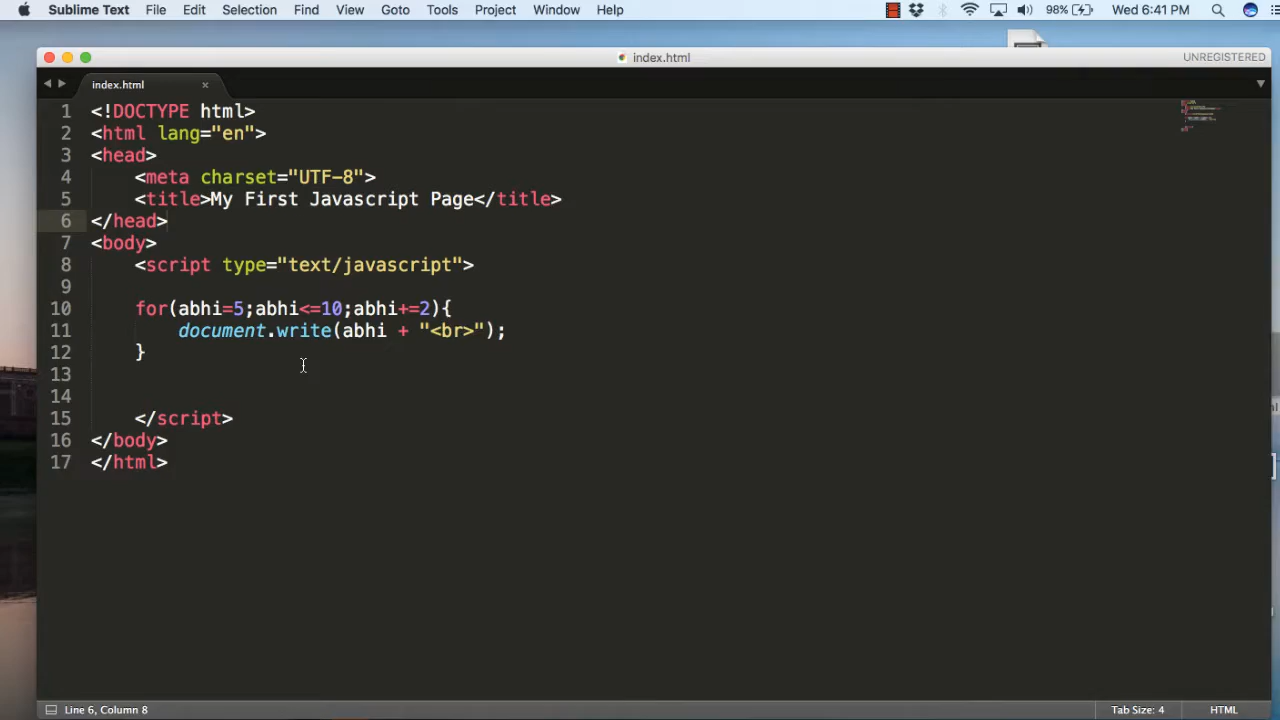 Sublime Text File Edit Selection Find View Goto Tools Project Window Help 98% Wed 6:41 PM
index.html UNREGISTERED
index.html
1 <!DOCTYPE html>
2 <html lang="en">
3 <head>
4     <meta charset="UTF-8">
5     <title>My First Javascript Page</title>
6 </head>
7 <body>
8     <script type="text/javascript">
9
10     for(abhi=5;abhi<=10;abhi+=2){
11         document.write(abhi + "<br>");
12     }
13
14
15     </script>
16 </body>
17 </html>
Line 6, Column 8 Tab Size: 4 HTML